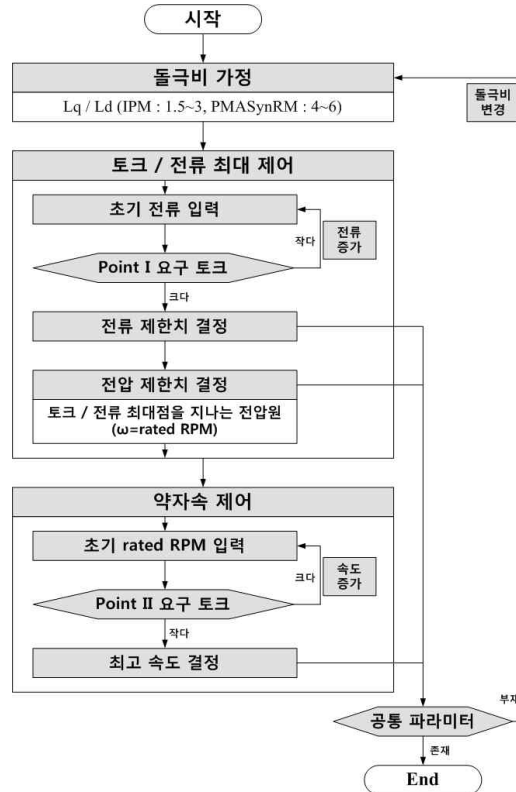 시작
돌극비 가정
Lq / Ld (IPM : 1.5~3, PMASynRM : 4~6)
돌극비
변경
토크 / 전류 최대 제어
초기 전류 입력
작다
전류
증가
Point I 요구 토크
크다
전류 제한치 결정
전압 제한치 결정
토크 / 전류 최대점을 지나는 전압원
(ω=rated RPM)
약자속 제어
초기 rated RPM 입력
크다
속도
증가
Point II 요구 토크
작다
최고 속도 결정
부재
공통 파라미터
존재
End